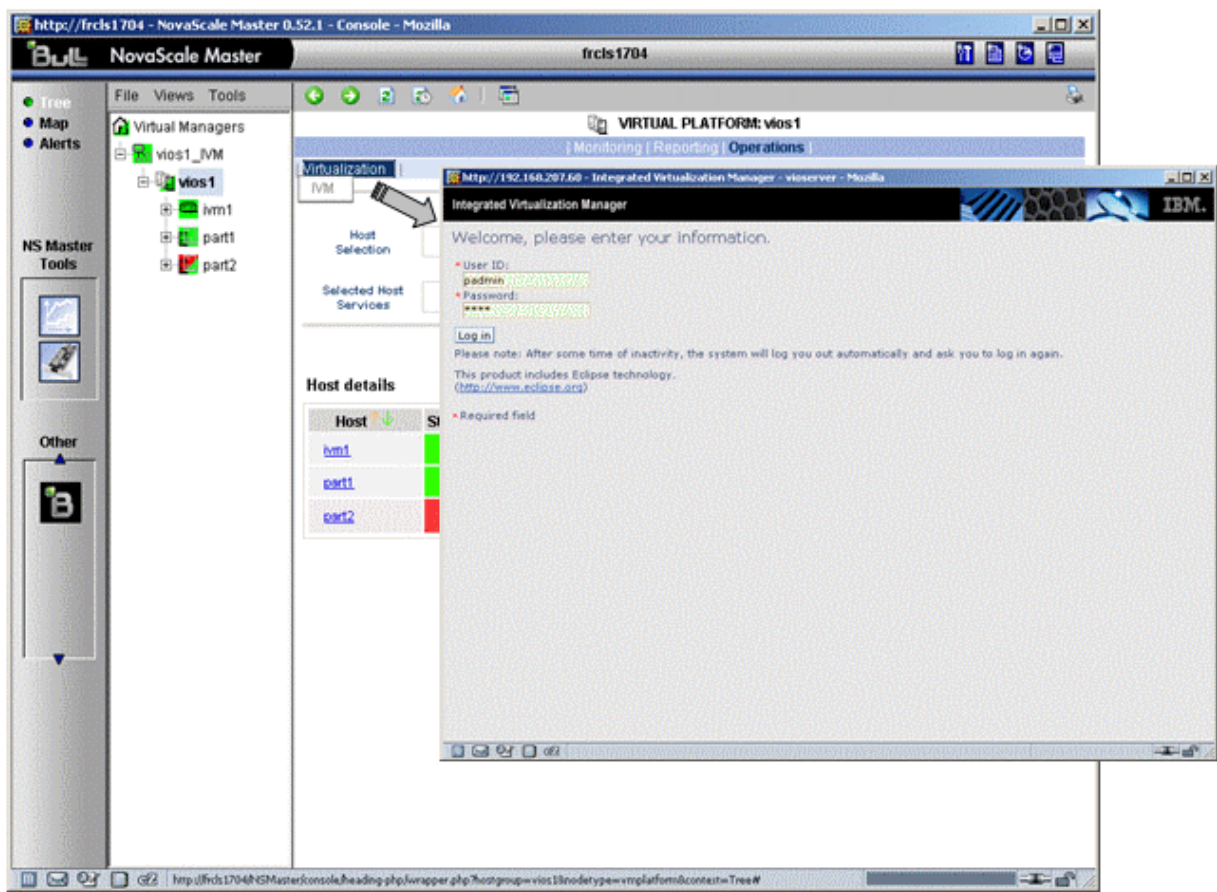 http://frcls1704 - NovaScale Master 0.52.1 - Console - Mozilla
Bull NovaScale Master
frcls1704
Tree
Map
Alerts
NS Master
Tools
Other
File Views Tools
Virtual Managers
vios1_IVM
vios1
ivm1
part1
part2
VIRTUAL PLATFORM: vios1
| Monitoring | Reporting | Operations |
Virtualization |
IVM
Host
Selection
Selected Host
Services
Host details
Host
ivm1
part1
part2
http://192.168.207.60 - Integrated Virtualization Manager - vioserver - Mozilla
Integrated Virtualization Manager
IBM.
Welcome, please enter your information.
*User ID:
padmin
*Password:
****
Log in
Please note: After some time of inactivity, the system will log you out automatically and ask you to log in again.
This product includes Eclipse technology.
(http://www.eclipse.org)
*Required field
http://frcls1704/NSMaster/console/heading-php/wrapper.php?hostgroup=vios1&nodetype=vmplatform&context=Tree#